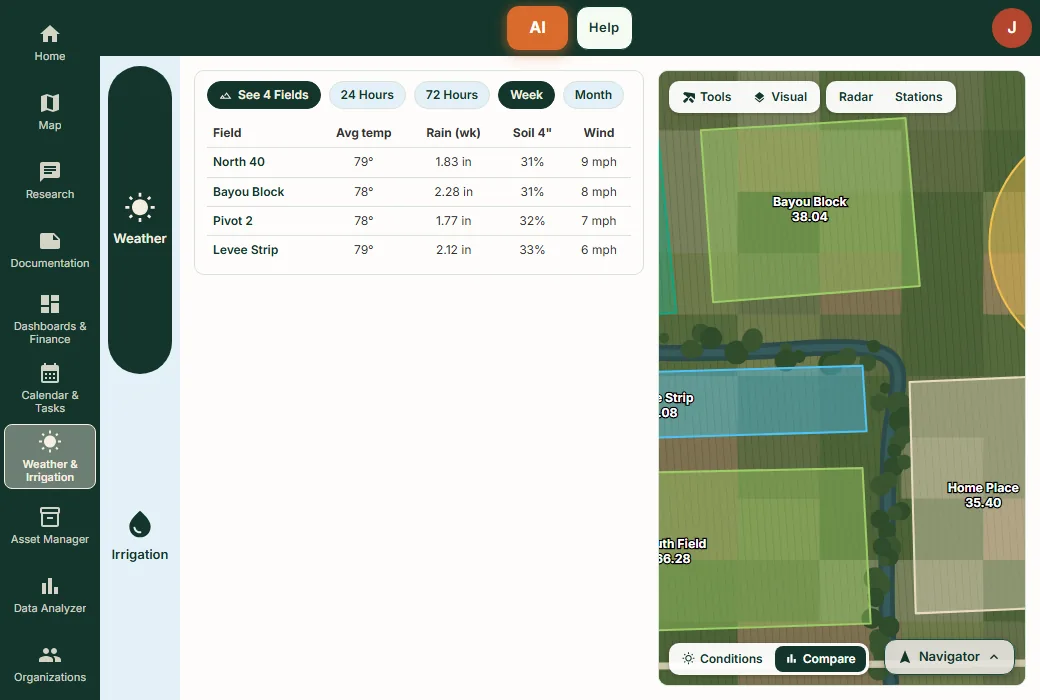 AI
Help
J
Home
Map
Research
Documentation
Dashboards &
Finance
Calendar &
Tasks
Weather &
Irrigation
Asset Manager
Data Analyzer
Organizations
Weather
Irrigation
See 4 Fields
24 Hours
72 Hours
Week
Month
Field Avg temp Rain (wk) Soil 4" Wind
North 40 79° 1.83 in 31% 9 mph
Bayou Block 78° 2.28 in 31% 8 mph
Pivot 2 78° 1.77 in 32% 7 mph
Levee Strip 79° 2.12 in 33% 6 mph
Tools
Visual
Radar
Stations
Bayou Block
38.04
e Strip
.08
Home Place
35.40
uth Field
36.28
Conditions
Compare
Navigator